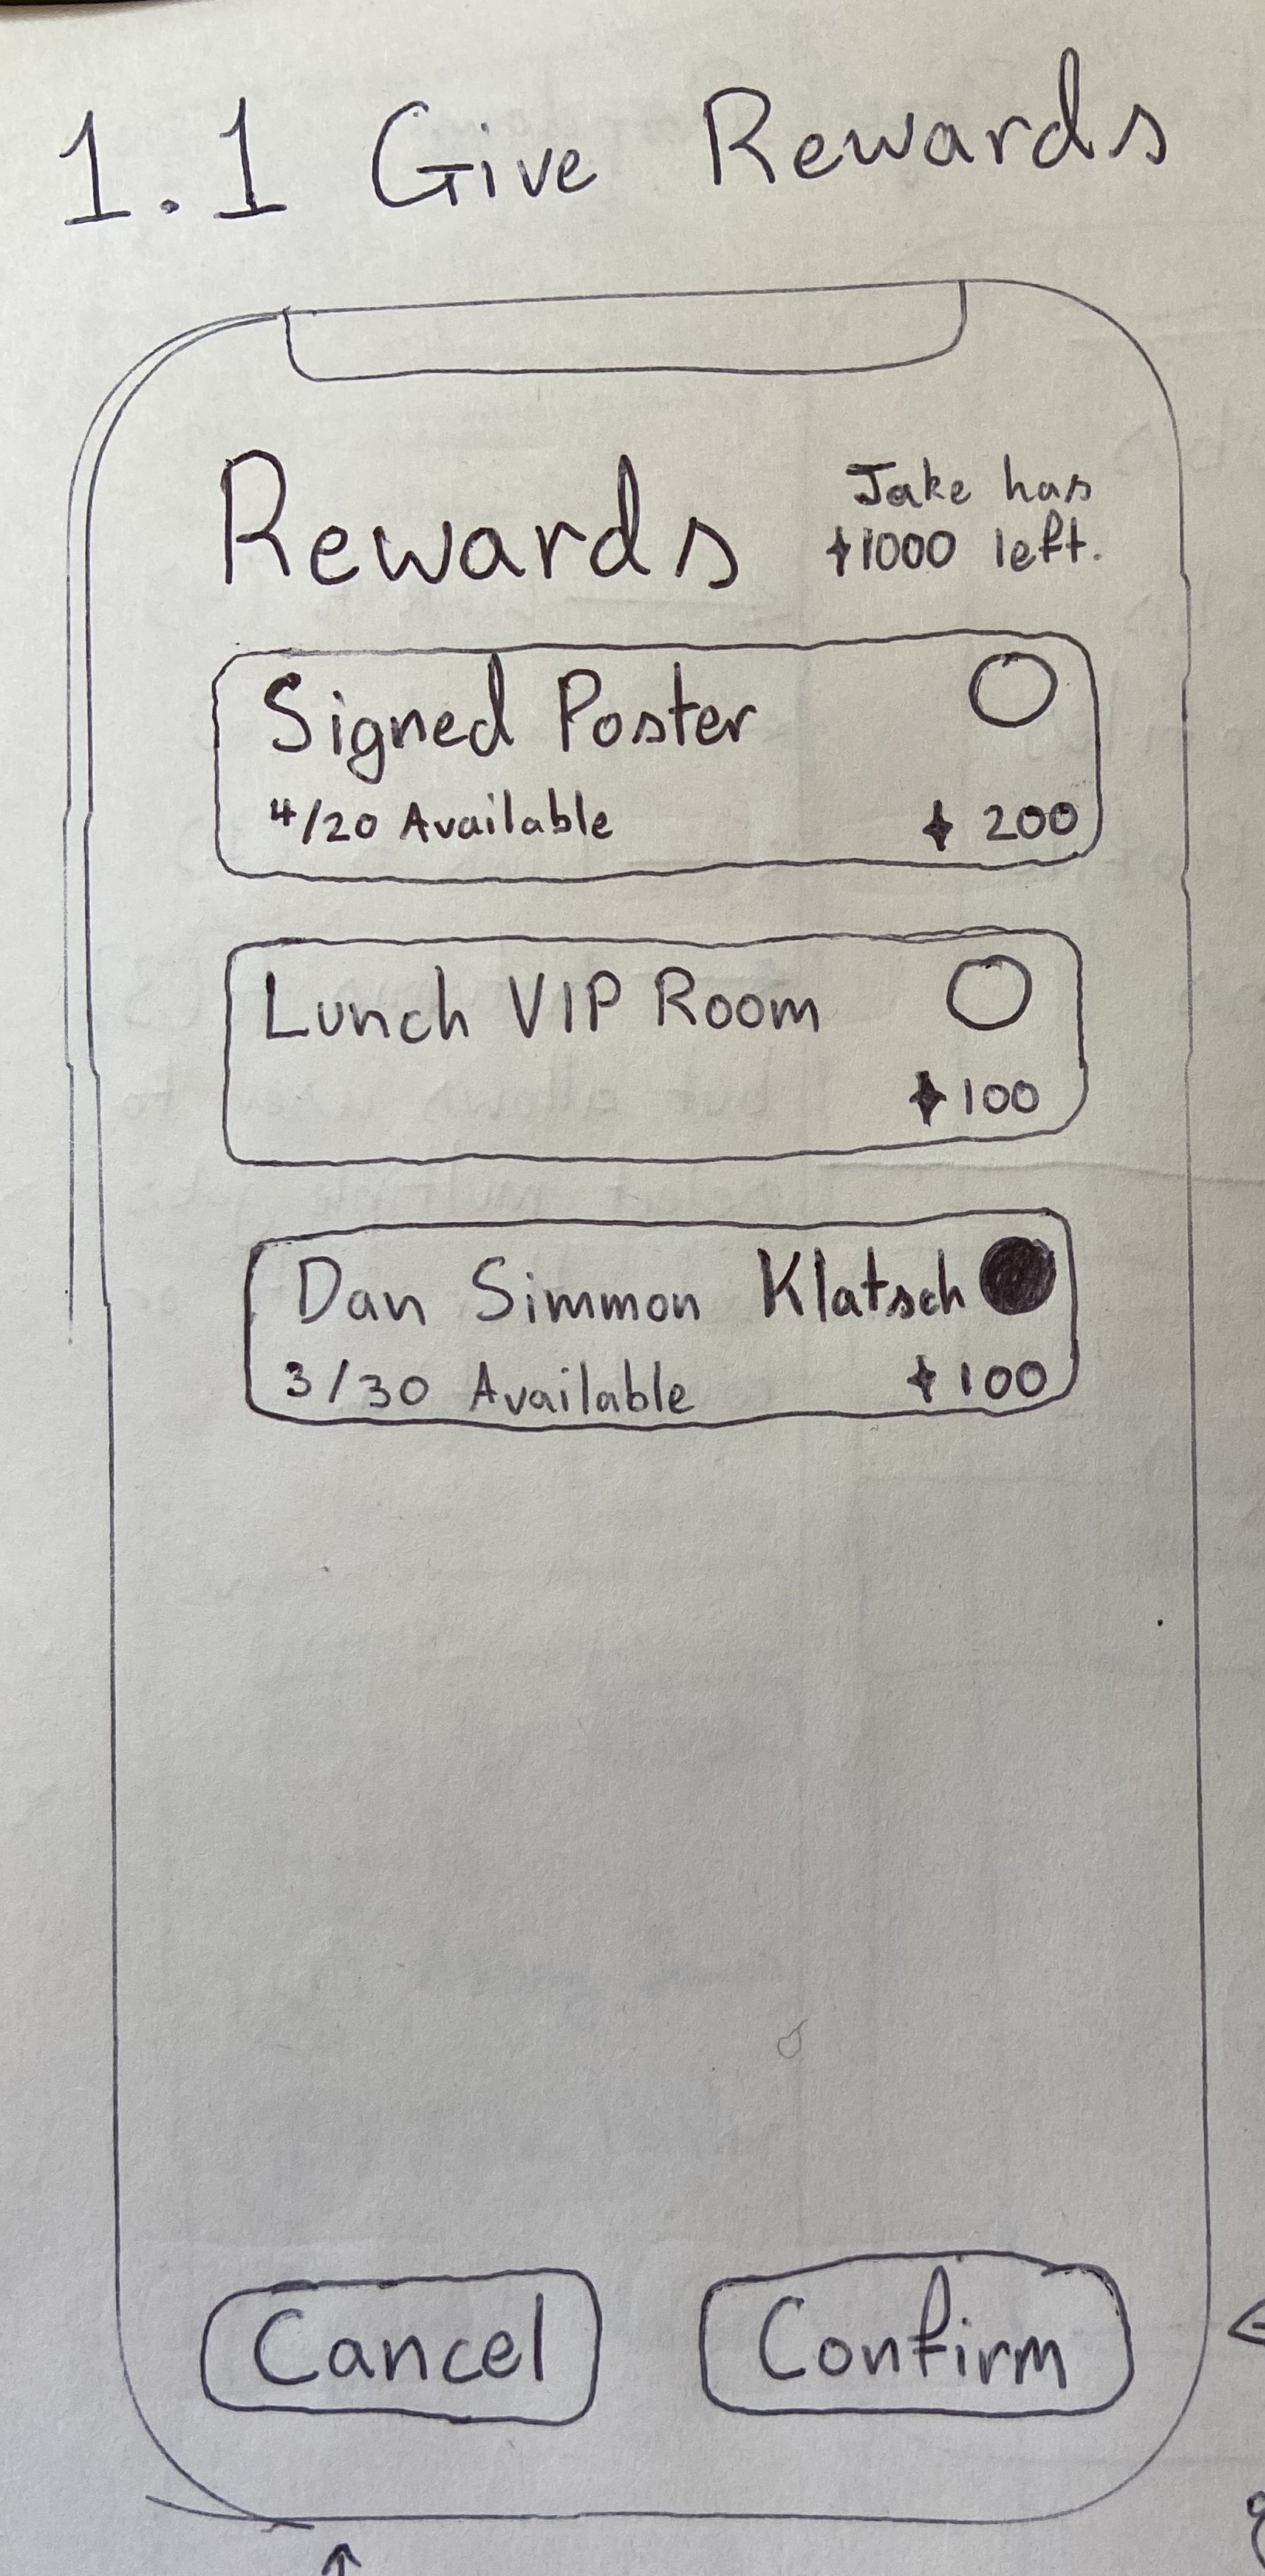 1.1 Give Rewards
Rewards
Jake has
✦1000 left.
Signed Poster
4/20 Available
✦ 200
Lunch VIP Room
✦100
Dan Simmon Klatsch
3/30 Available
✦100
Cancel
Confirm